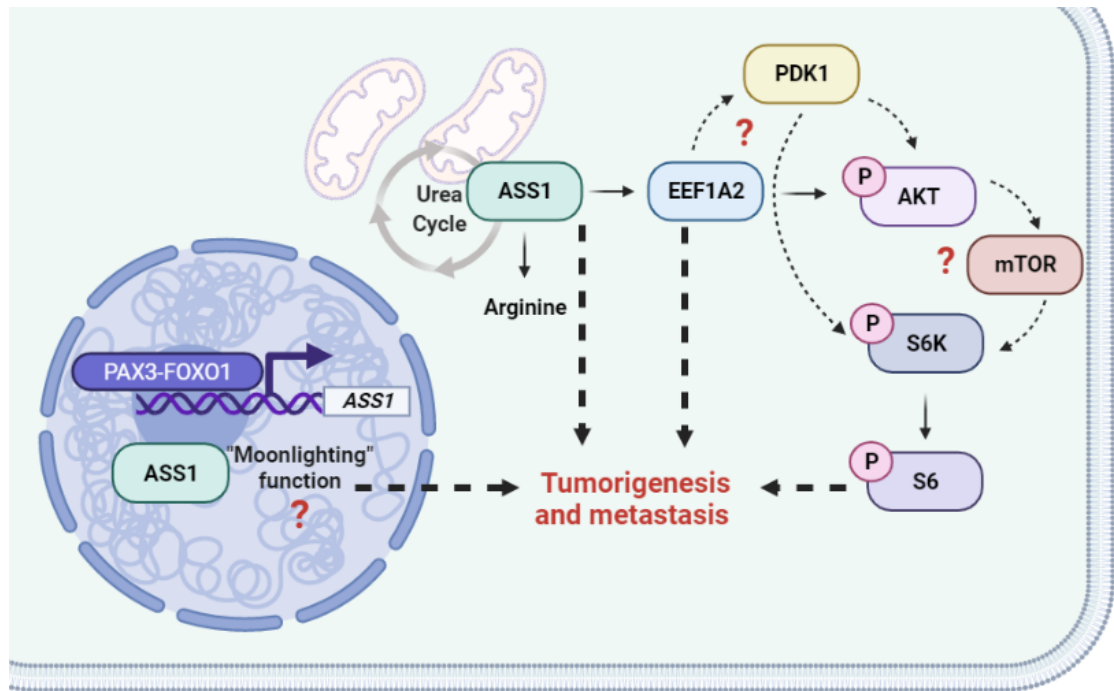 PDK1
?
Urea
Cycle
ASS1
EEF1A2
P
AKT
?
mTOR
Arginine
P
S6K
PAX3-FOXO1
ASS1
ASS1
"Moonlighting"
function
?
Tumorigenesis
and metastasis
P
S6